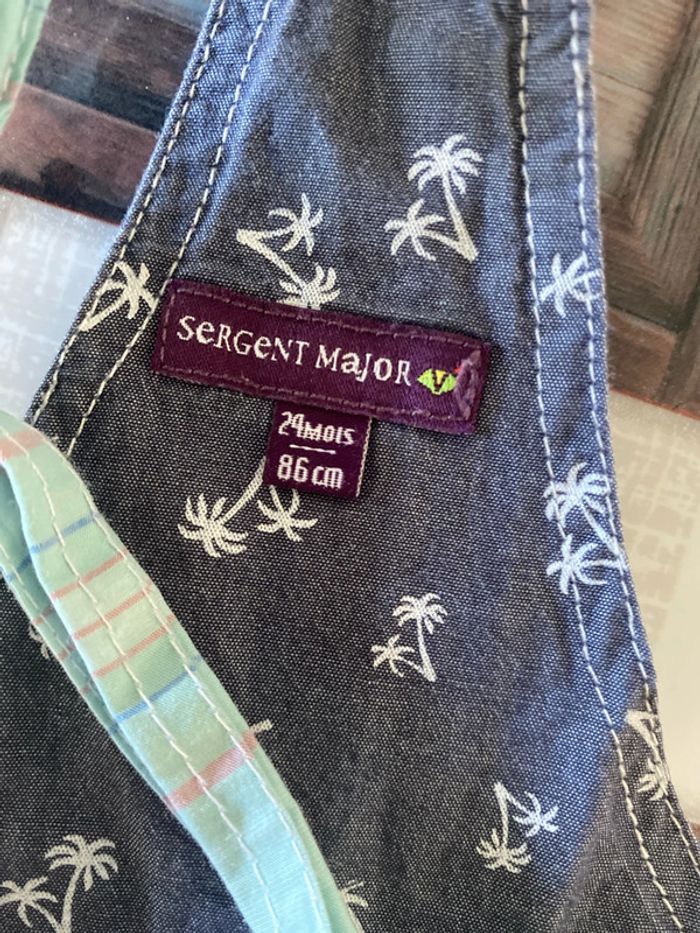 SeRGeNT MaJOR
24MOIS
86cm